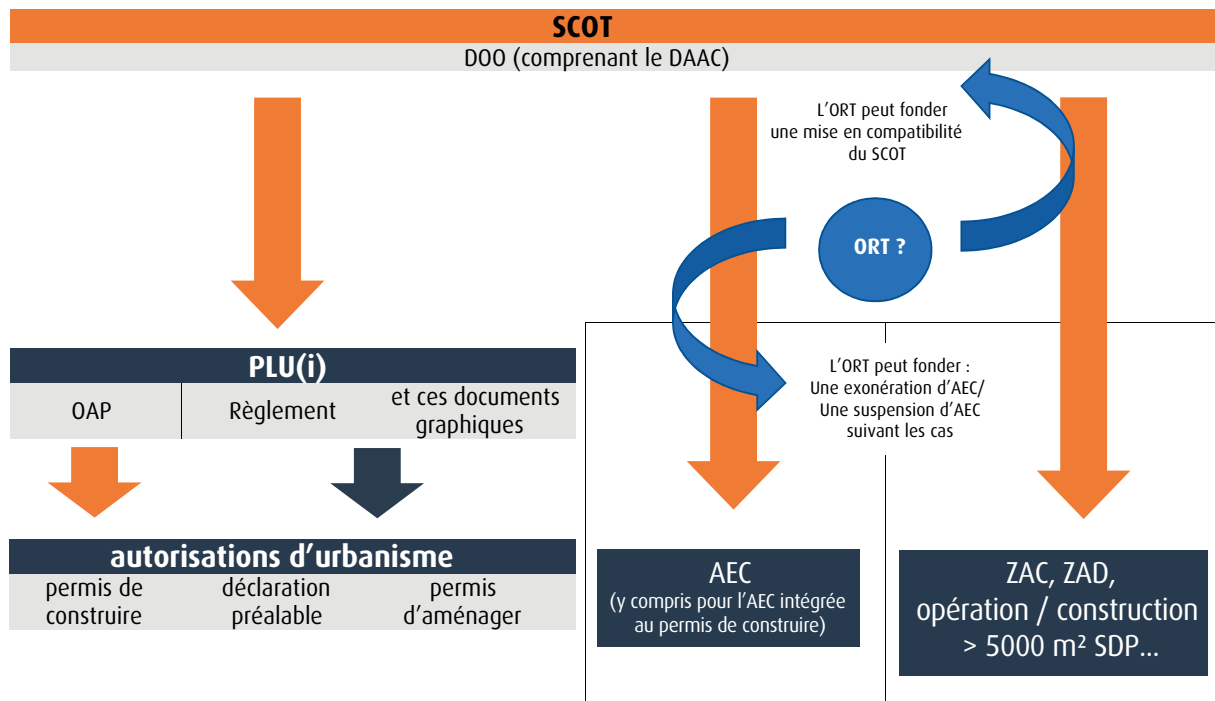 SCOT
DOO (comprenant le DAAC)
L'ORT peut fonder
une mise en compatibilité
du SCOT
ORT ?
PLU(i)
OAP
Règlement
et ces documents
graphiques
L'ORT peut fonder :
Une exonération d'AEC/
Une suspension d'AEC
suivant les cas
autorisations d'urbanisme
permis de
construire
déclaration
préalable
permis
d'aménager
AEC
(y compris pour l'AEC intégrée
au permis de construire)
ZAC, ZAD,
opération / construction
> 5000 m² SDP...